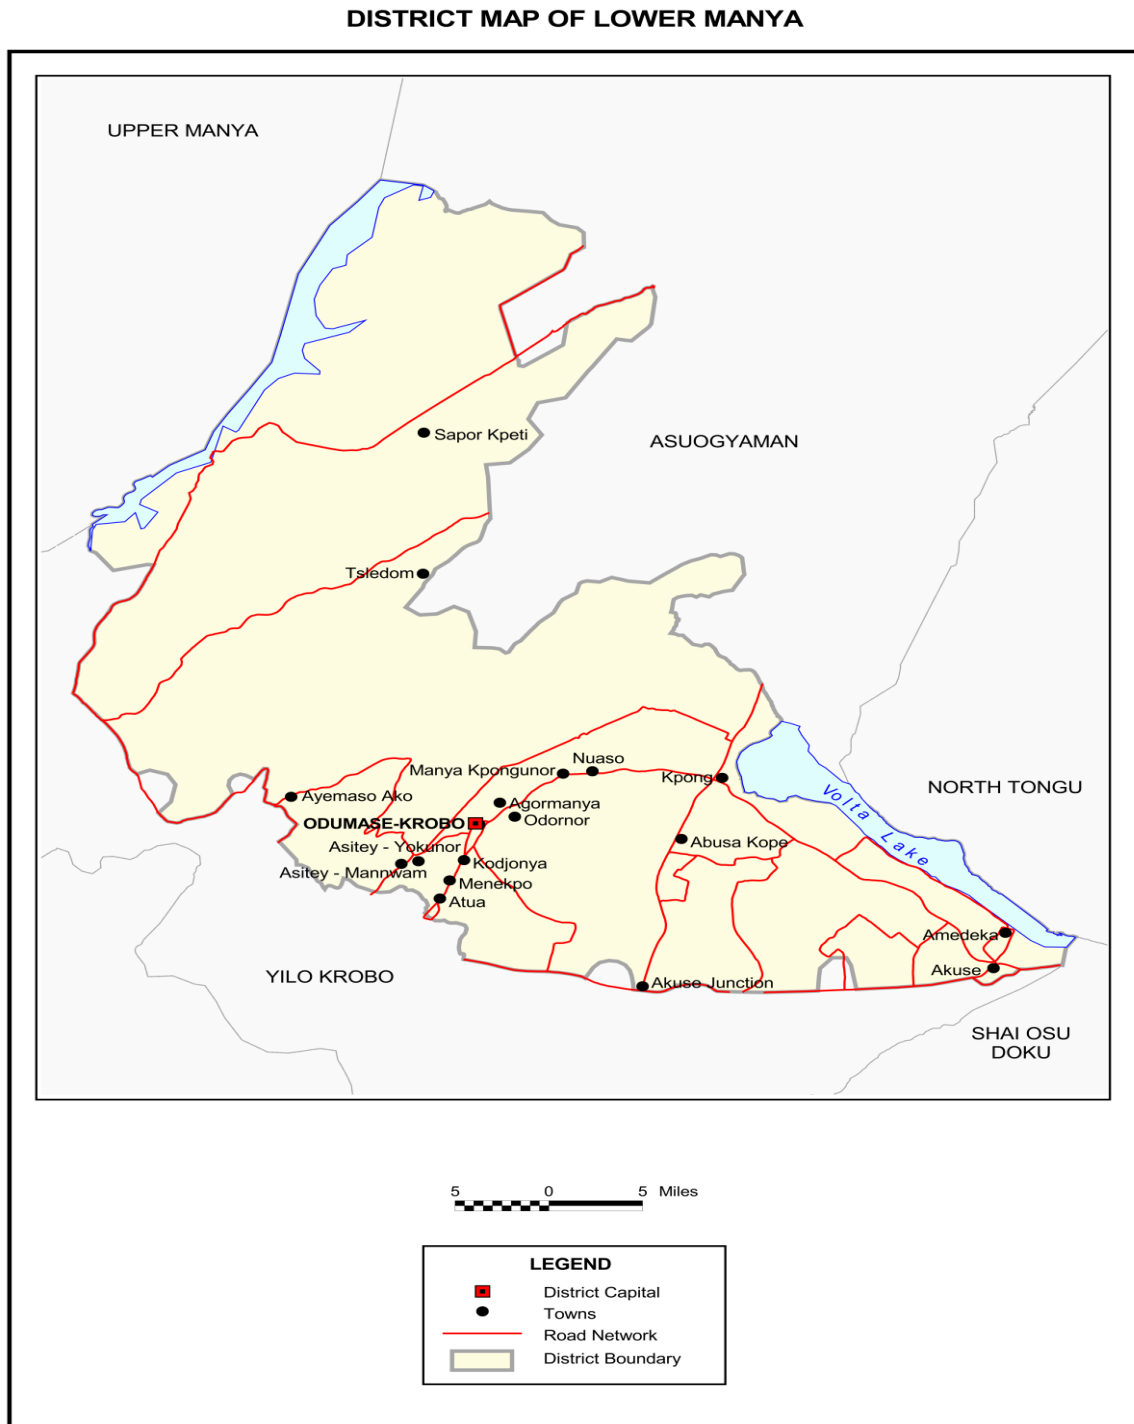 DISTRICT MAP OF LOWER MANYA
UPPER MANYA
Sapor Kpeti
ASUOGYAMAN
Tsledom
Nuaso
Manya Kpongunor
Kpong
NORTH TONGU
Volta Lake
Ayemaso Ako
Agormanya
ODUMASE-KROBO
Odornor
Asitey - Yokunor
Abusa Kope
Kodjonya
Asitey - Mannwam
Menekpo
Atua
Amedeka
Akuse
YILO KROBO
Akuse Junction
SHAI OSU
DOKU
5 0 5 Miles
LEGEND
District Capital
Towns
Road Network
District Boundary